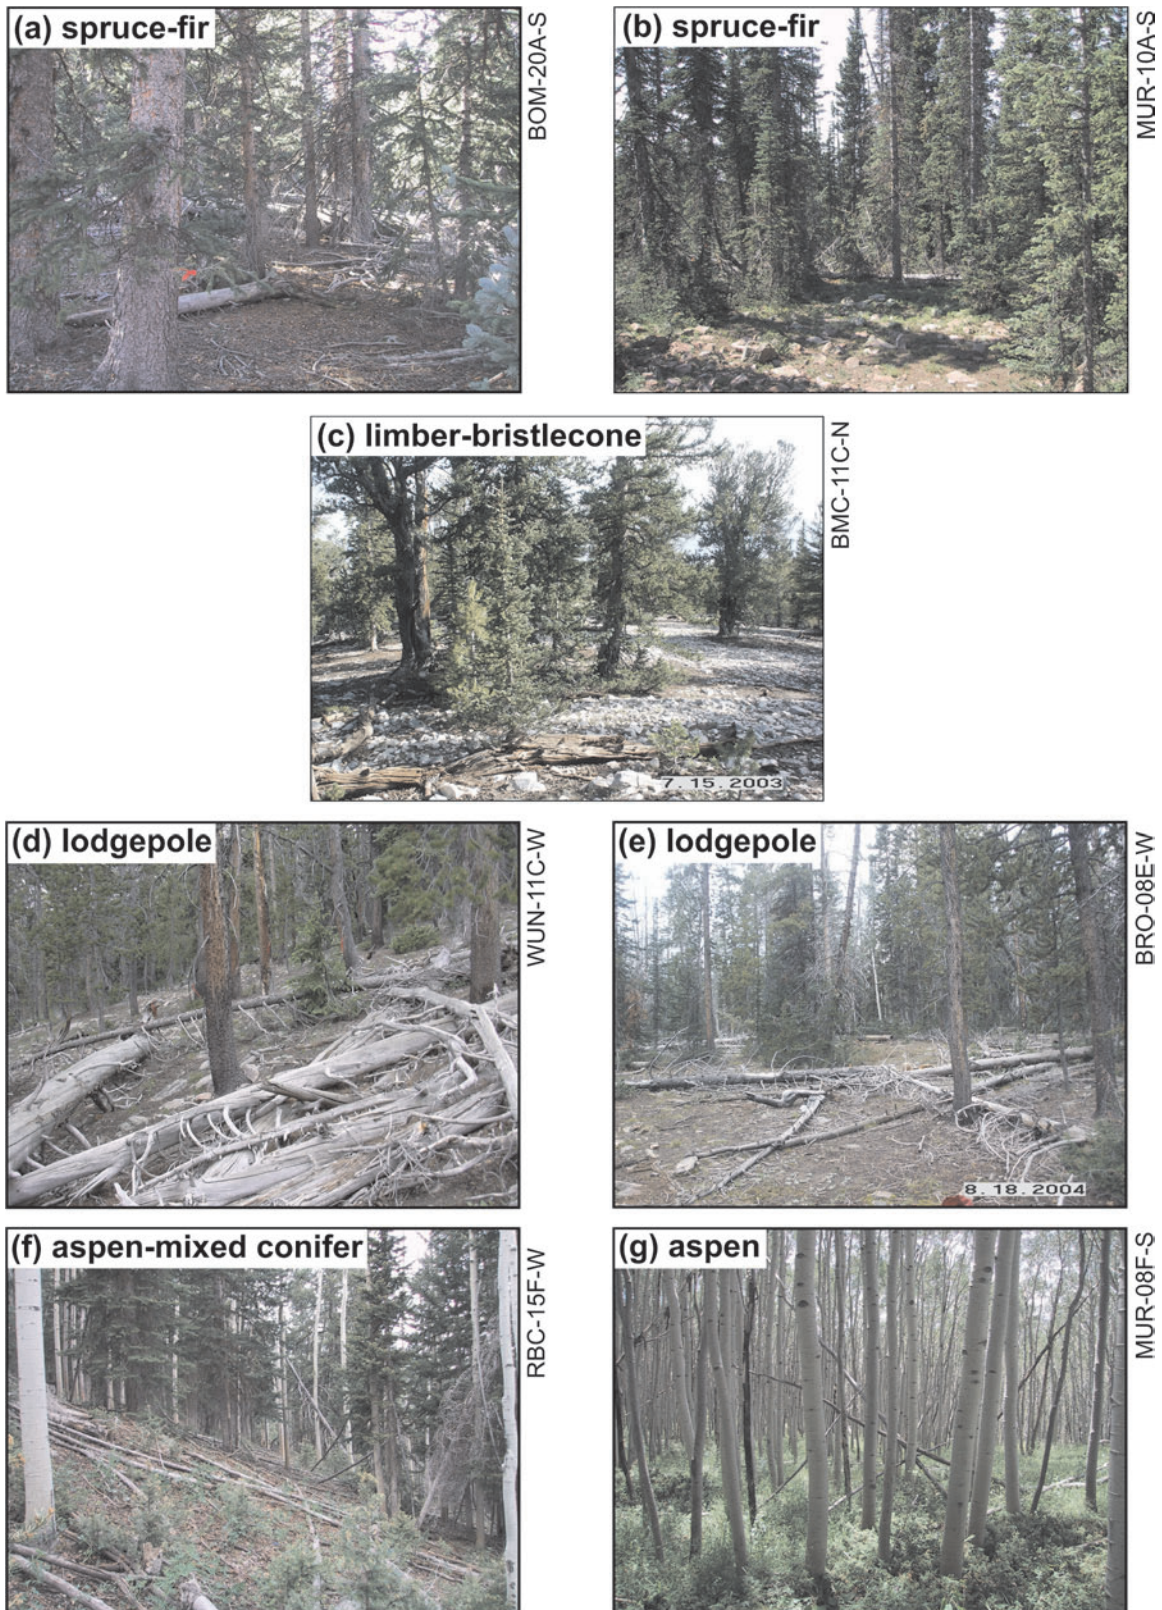 (a) spruce-fir
BOM-20A-S
(b) spruce-fir
MUR-10A-S
(c) limber-bristlecone
BMC-11C-N
7.15.2003
(d) lodgepole
WUN-11C-W
(e) lodgepole
BRO-08E-W
8.18.2004
(f) aspen-mixed conifer
RBC-15F-W
(g) aspen
MUR-08F-S